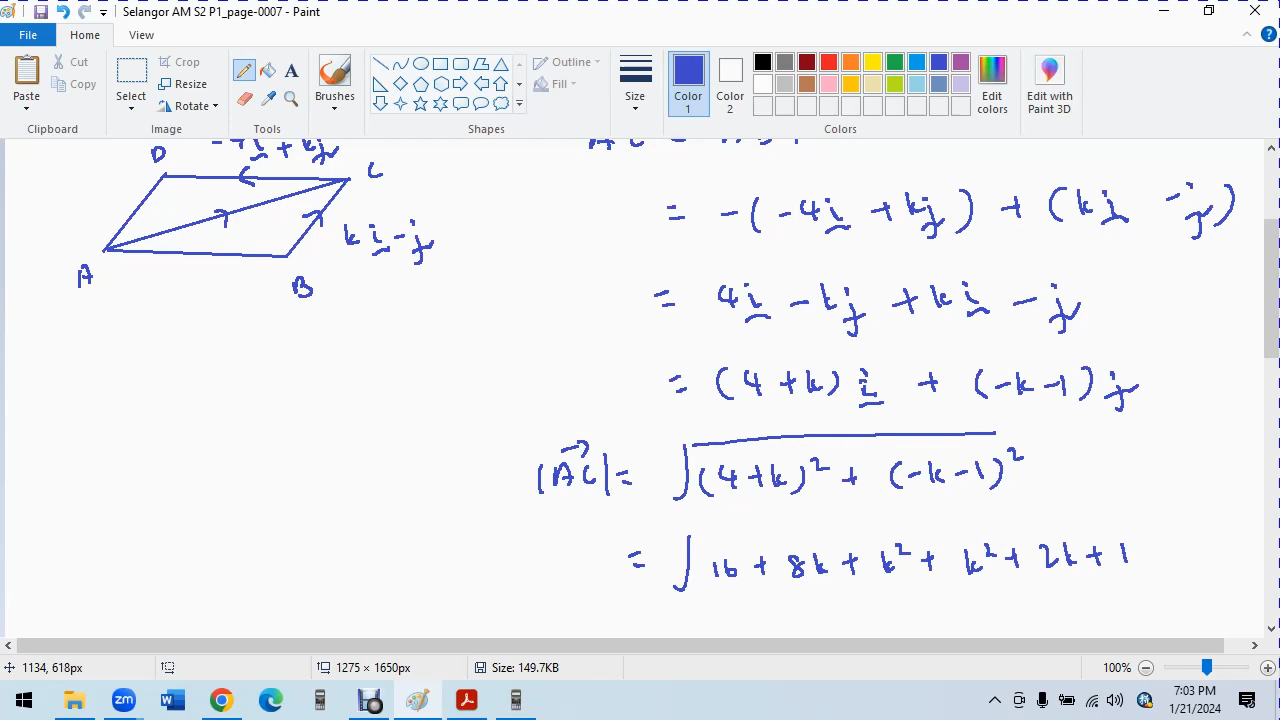 Selangor AM S2 P1_page-0007 - Paint
File Home View
Paste Cut Copy
Select Crop Resize Rotate
Brushes
Outline Fill
Size
Color 1
Color 2
Edit colors
Edit with Paint 3D
Clipboard Image Tools Shapes Colors
D -4i + kj C
ki - j
A B
= -(-4i + kj) + (ki - j)
= 4i - kj + ki - j
= (4+k) i + (-k-1) j
|AC| = √(4+k)² + (-k-1)²
= √16 + 8k + k² + k² + 2k + 1
1134, 618px 1275 × 1650px Size: 149.7KB 100%
7:03 PM
1/21/2024